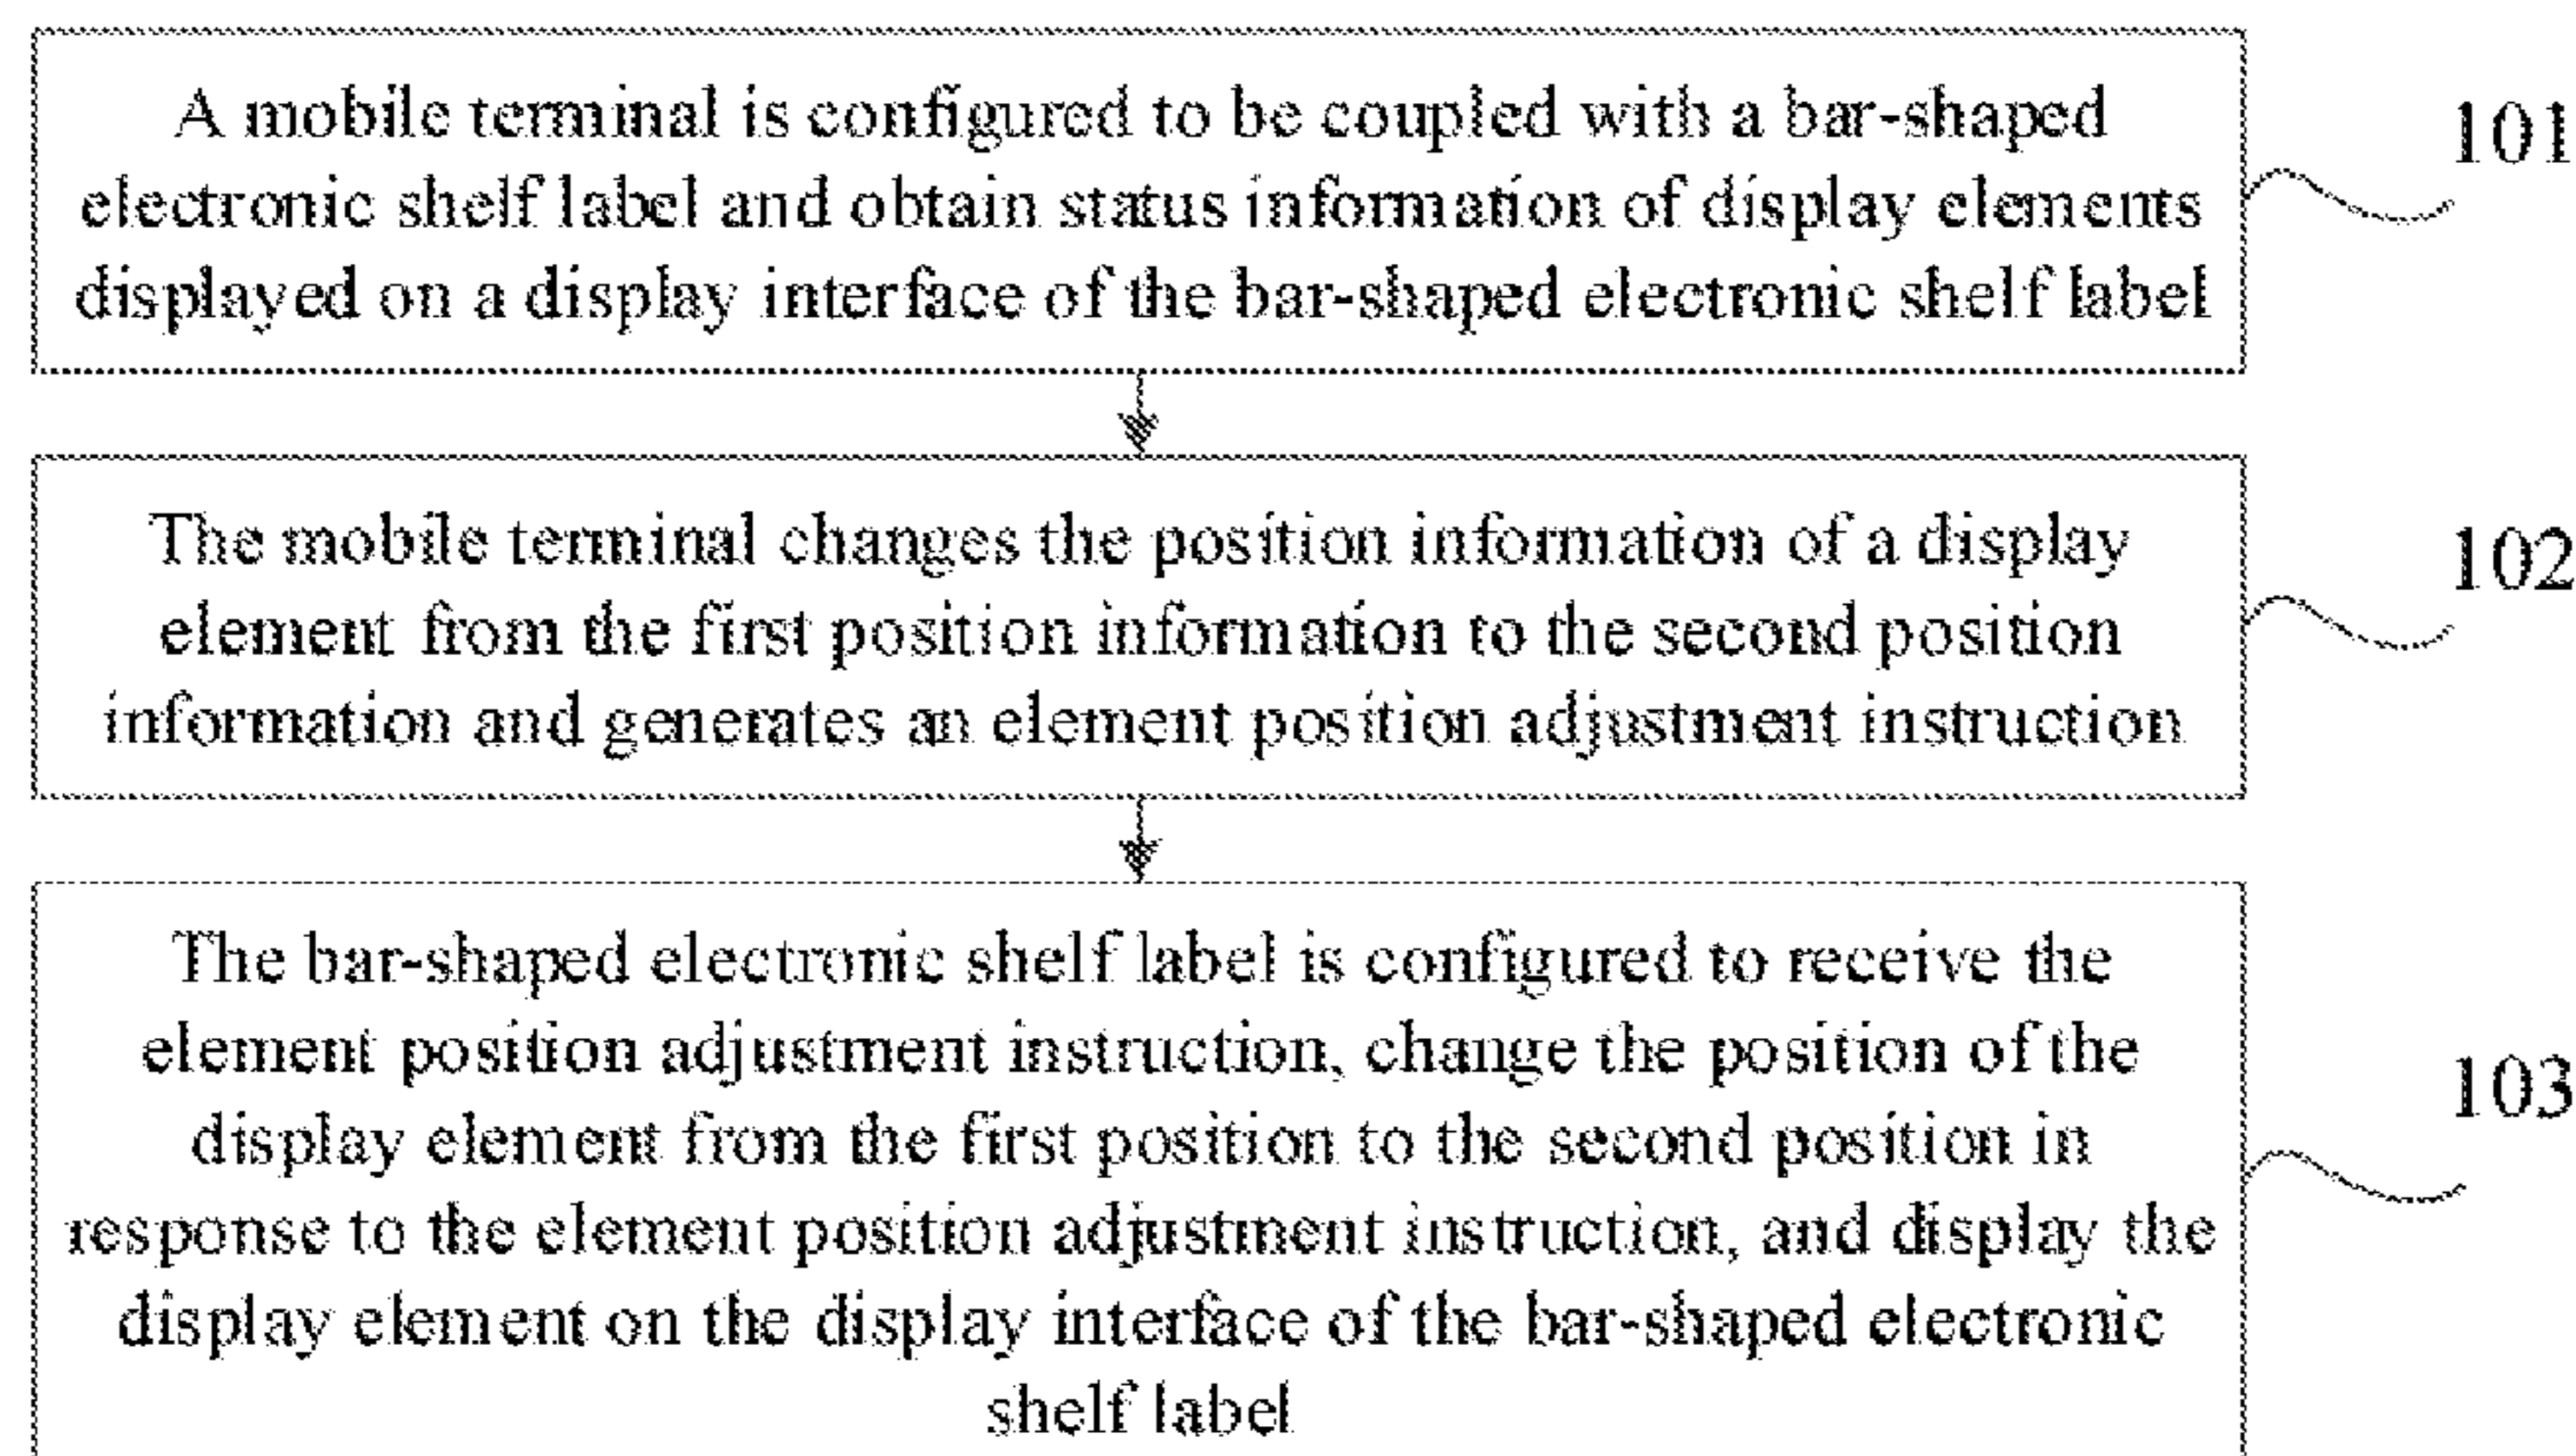 A mobile terminal is configured to be coupled with a bar-shaped
electronic shelf label and obtain status information of display elements
displayed on a display interface of the bar-shaped electronic shelf label
101
The mobile terminal changes the position information of a display
element from the first position information to the second position
information and generates an element position adjustment instruction
102
The bar-shaped electronic shelf label is configured to receive the
element position adjustment instruction, change the position of the
display element from the first position to the second position in
response to the element position adjustment instruction, and display the
display element on the display interface of the bar-shaped electronic
shelf label
103